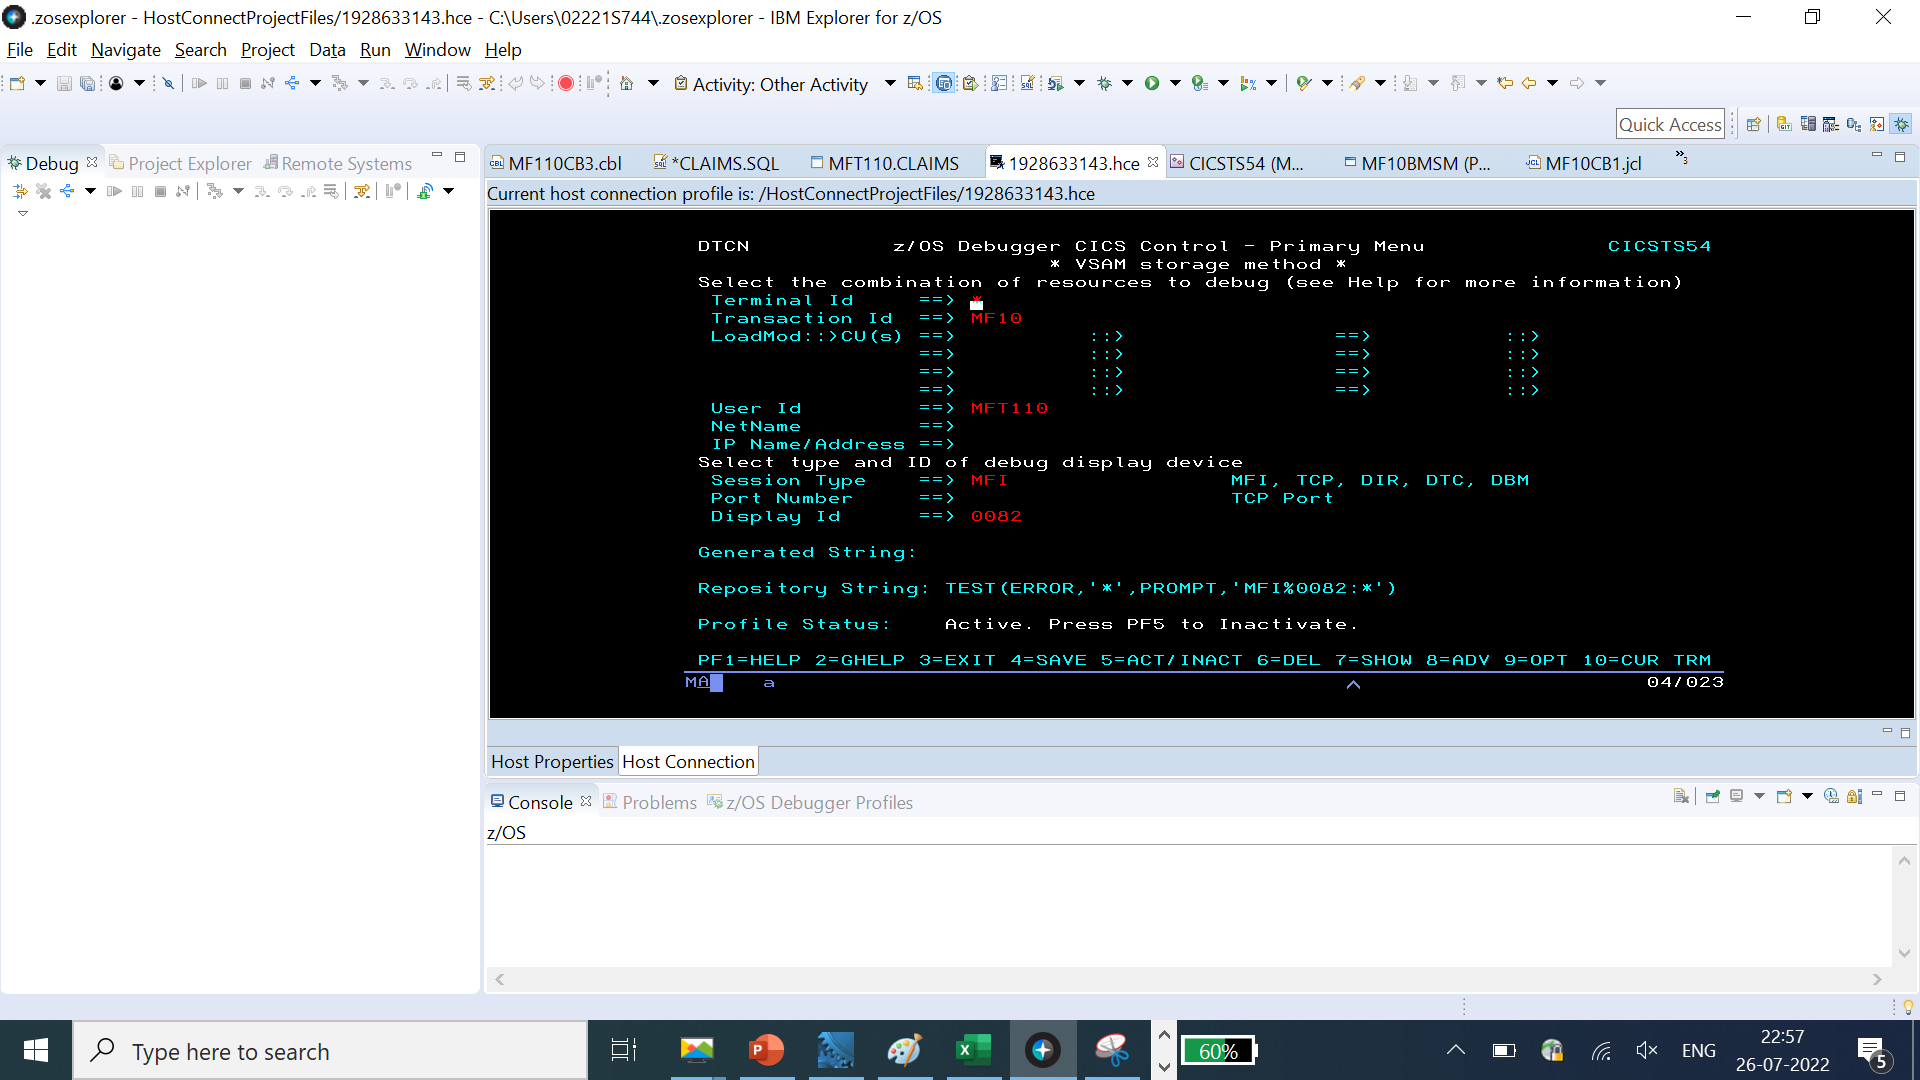 .zosexplorer - HostConnectProjectFiles/1928633143.hce - C:\Users\02221S744\.zosexplorer - IBM Explorer for z/OS
File Edit Navigate Search Project Data Run Window Help
Activity: Other Activity
Quick Access
Debug Project Explorer Remote Systems
MF110CB3.cbl *CLAIMS.SQL MFT110.CLAIMS 1928633143.hce CICSTS54 (M... MF10BMSM (P... MF10CB1.jcl »3
Current host connection profile is: /HostConnectProjectFiles/1928633143.hce
DTCN z/OS Debugger CICS Control - Primary Menu CICSTS54
* VSAM storage method *
Select the combination of resources to debug (see Help for more information)
Terminal Id ==> *
Transaction Id ==> MF10
LoadMod::>CU(s) ==> ::> ==> ::>
==> ::> ==> ::>
==> ::> ==> ::>
==> ::> ==> ::>
User Id ==> MFT110
NetName ==>
IP Name/Address ==>
Select type and ID of debug display device
Session Type ==> MFI MFI, TCP, DIR, DTC, DBM
Port Number ==> TCP Port
Display Id ==> 0082
Generated String:
Repository String: TEST(ERROR,'*',PROMPT,'MFI%0082:*')
Profile Status: Active. Press PF5 to Inactivate.
PF1=HELP 2=GHELP 3=EXIT 4=SAVE 5=ACT/INACT 6=DEL 7=SHOW 8=ADV 9=OPT 10=CUR TRM
MA a 04/023
Host Properties Host Connection
Console Problems z/OS Debugger Profiles
z/OS
Type here to search
60%
ENG
22:57
26-07-2022
5